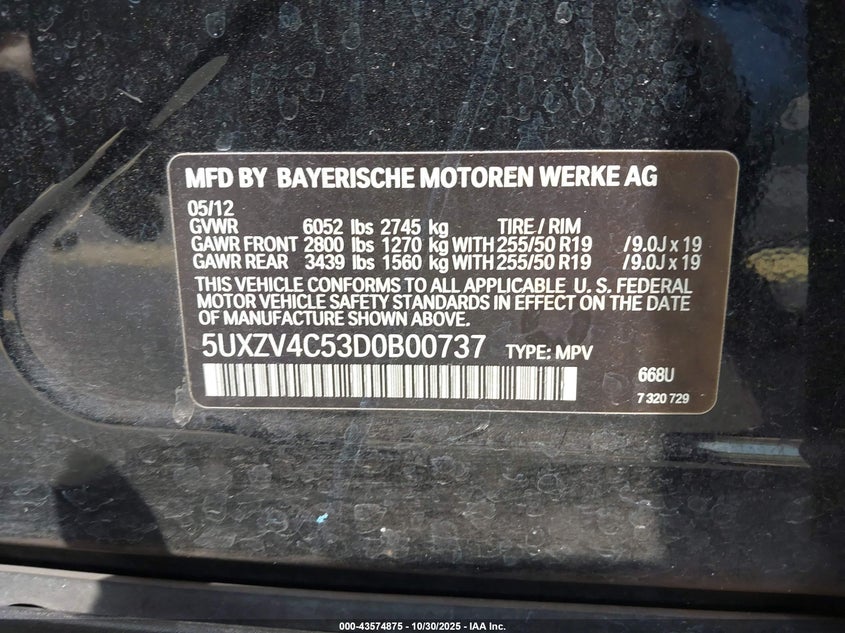 MFD BY BAYERISCHE MOTOREN WERKE AG
05/12
GVWR 6052 lbs 2745 kg TIRE / RIM
GAWR FRONT 2800 lbs 1270 kg WITH 255/50 R19 /9.0J x 19
GAWR REAR 3439 lbs 1560 kg WITH 255/50 R19 /9.0J x 19
THIS VEHICLE CONFORMS TO ALL APPLICABLE U. S. FEDERAL
MOTOR VEHICLE SAFETY STANDARDS IN EFFECT ON THE DATE
OF MANUFACTURE SHOWN ABOVE.
5UXZV4C53D0B00737 TYPE: MPV
668U
7 320 729
000-43574875 - 10/30/2025 - IAA Inc.